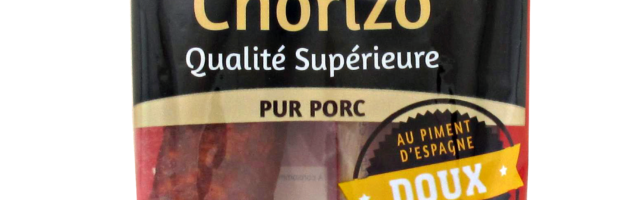 Chorizo
Qualité Supérieure
PUR PORC
AU PIMENT
D'ESPAGNE
DOUX